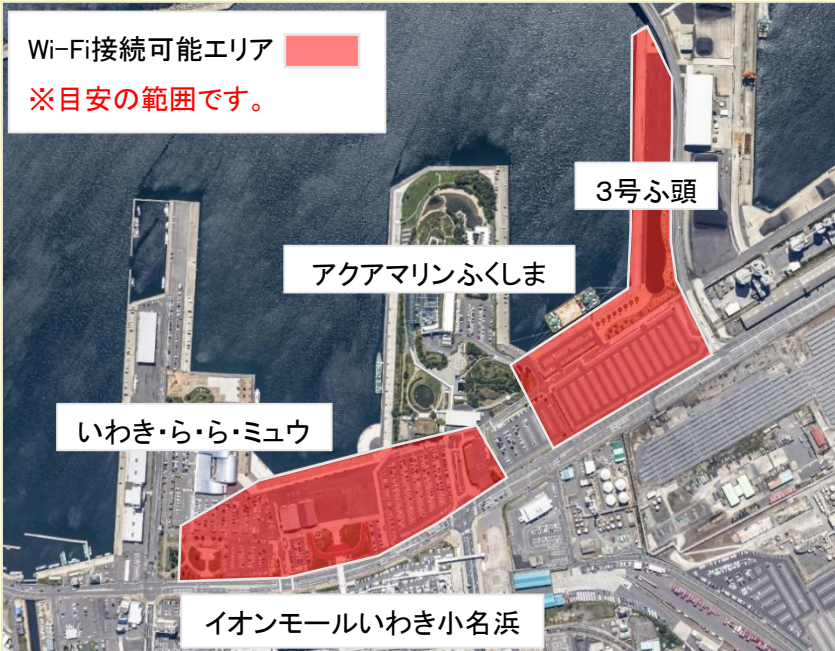 Wi-Fi接続可能エリア
※目安の範囲です。
3号ふ頭
アクアマリンふくしま
いわき・ら・ら・ミュウ
イオンモールいわき小名浜